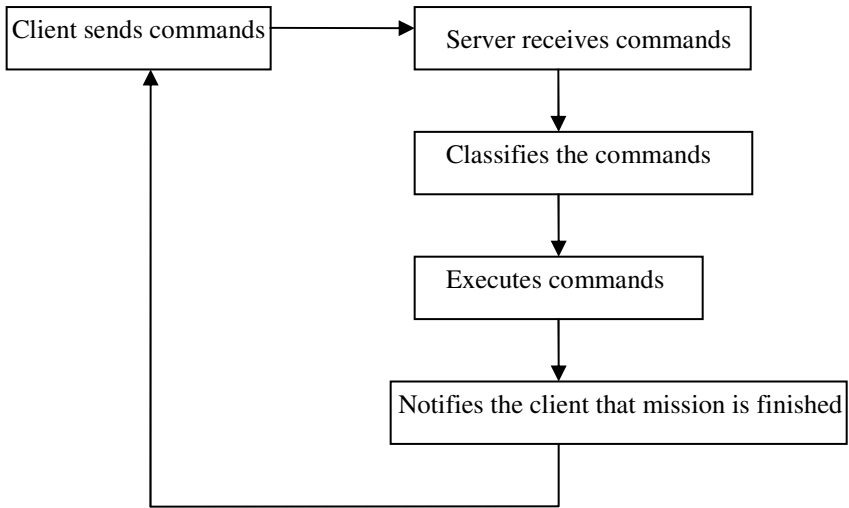 Client sends commands
Server receives commands
Classifies the commands
Executes commands
Notifies the client that mission is finished